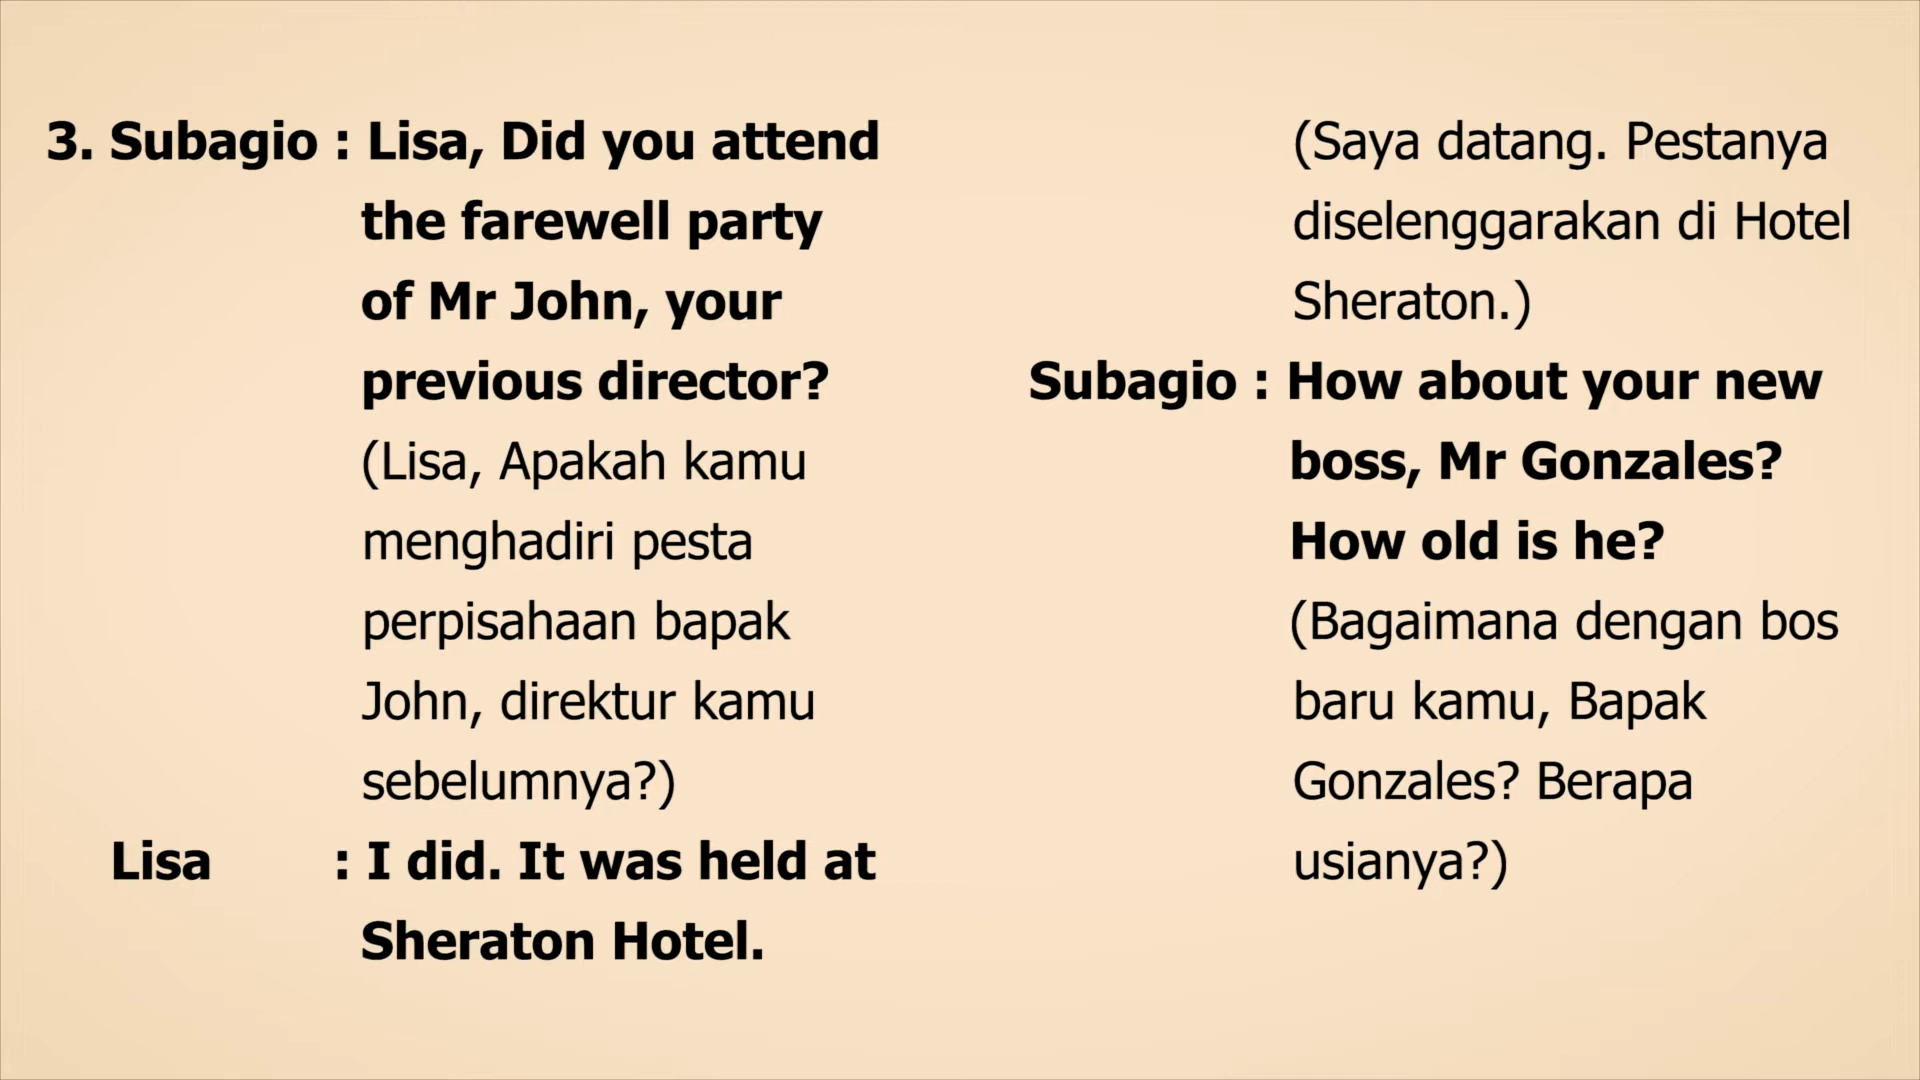 3. Subagio : Lisa, Did you attend
the farewell party
of Mr John, your
previous director?
(Lisa, Apakah kamu
menghadiri pesta
perpisahaan bapak
John, direktur kamu
sebelumnya?)
Lisa : I did. It was held at
Sheraton Hotel.
(Saya datang. Pestanya
diselenggarakan di Hotel
Sheraton.)
Subagio : How about your new
boss, Mr Gonzales?
How old is he?
(Bagaimana dengan bos
baru kamu, Bapak
Gonzales? Berapa
usianya?)